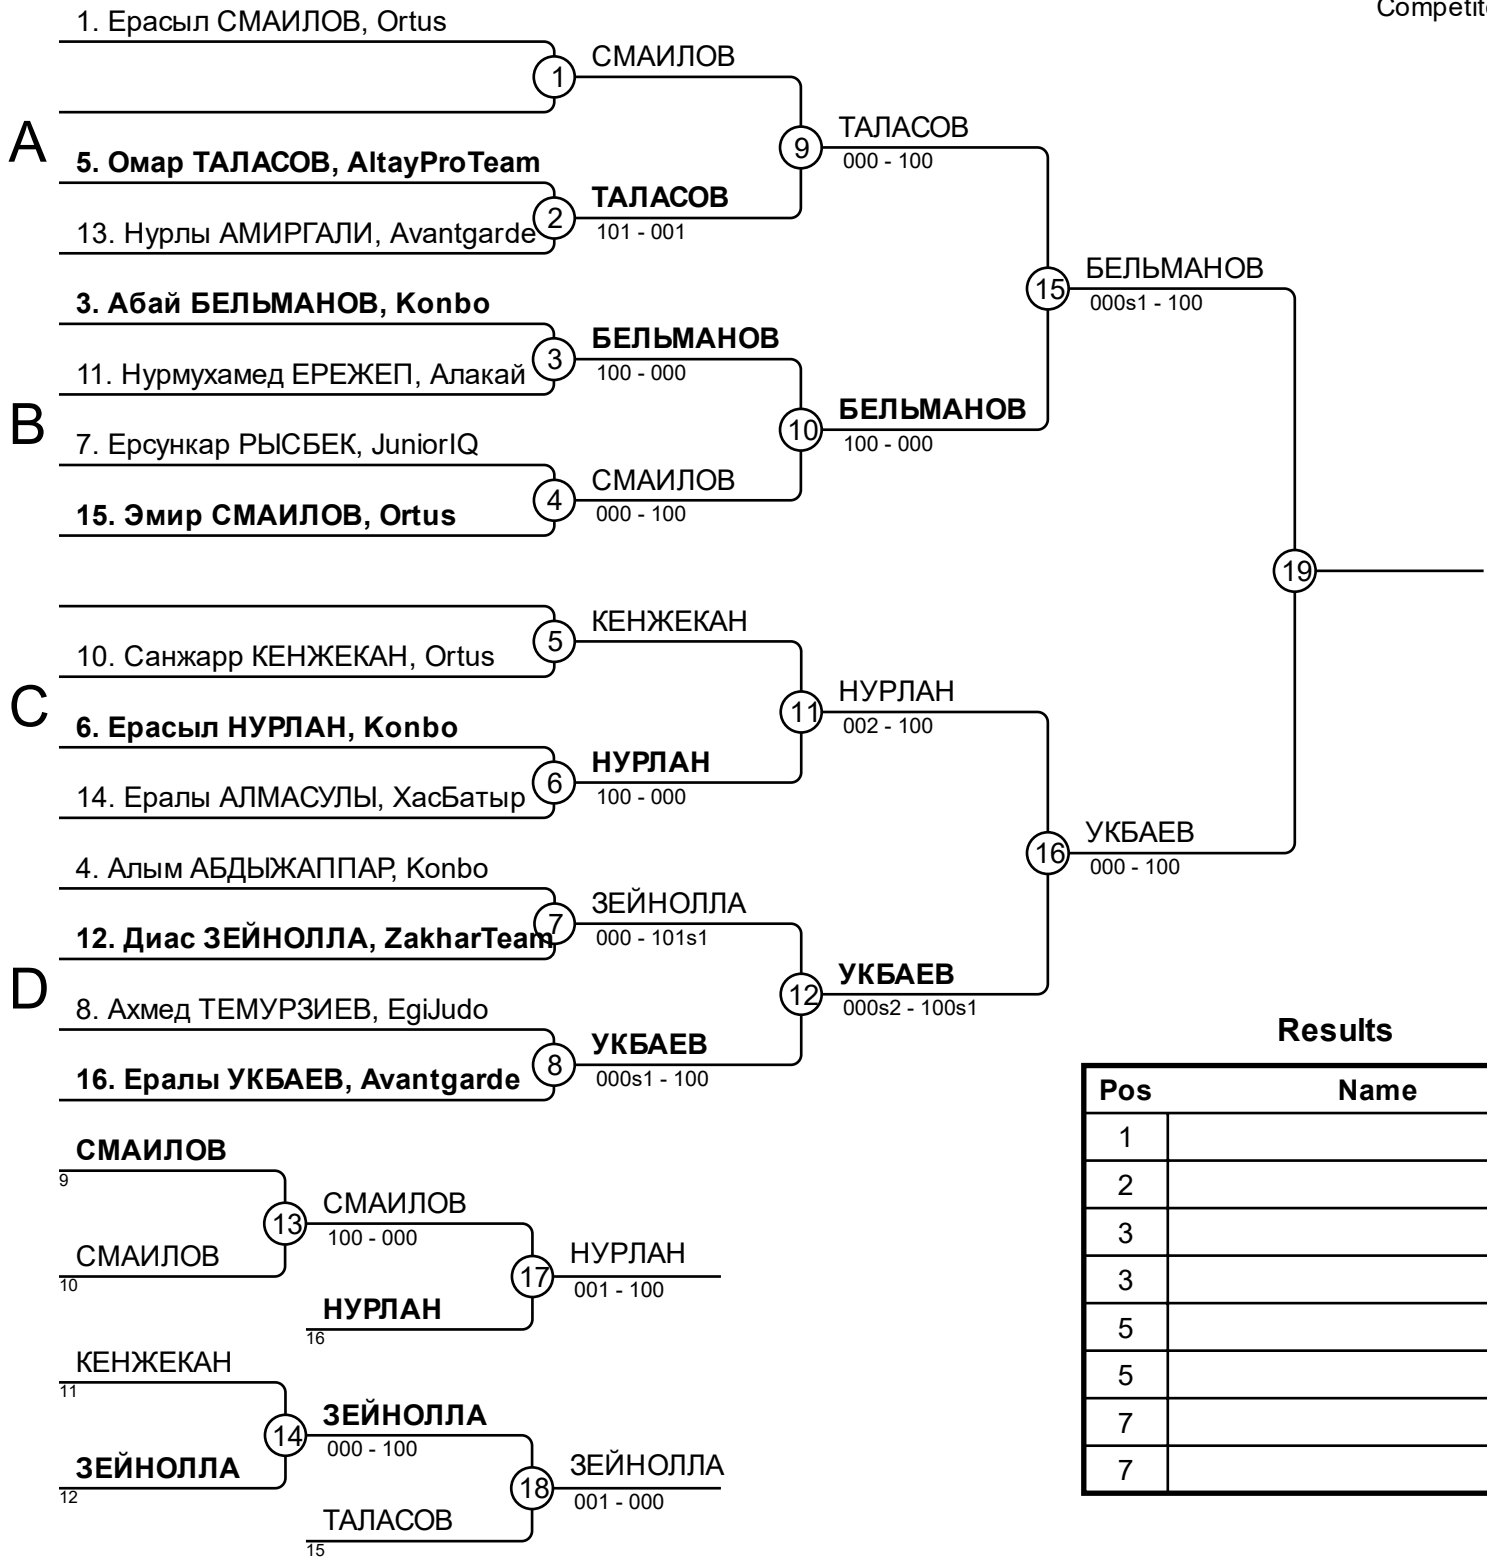 Competit
1. Ерасыл СМАИЛОВ, Ortus
1
СМАИЛОВ
A
9
ТАЛАСОВ
000 - 100
5. Омар ТАЛАСОВ, AltayProTeam
2
ТАЛАСОВ
101 - 001
13. Нурлы АМИРГАЛИ, Avantgarde
15
БЕЛЬМАНОВ
000s1 - 100
3. Абай БЕЛЬМАНОВ, Konbo
3
БЕЛЬМАНОВ
100 - 000
11. Нурмухамед ЕРЕЖЕП, Алакай
B
10
БЕЛЬМАНОВ
100 - 000
7. Ерсункар РЫСБЕК, JuniorIQ
4
СМАИЛОВ
000 - 100
15. Эмир СМАИЛОВ, Ortus
19
5
КЕНЖЕКАН
10. Санжарр КЕНЖЕКАН, Ortus
C
11
НУРЛАН
002 - 100
6. Ерасыл НУРЛАН, Konbo
6
НУРЛАН
100 - 000
14. Ералы АЛМАСУЛЫ, ХасБатыр
16
УКБАЕВ
000 - 100
4. Алым АБДЫЖАППАР, Konbo
7
ЗЕЙНОЛЛА
000 - 101s1
12. Диас ЗЕЙНОЛЛА, ZakharTeam
D
12
УКБАЕВ
000s2 - 100s1
8. Ахмед ТЕМУРЗИЕВ, EgiJudo
8
УКБАЕВ
000s1 - 100
16. Ералы УКБАЕВ, Avantgarde
СМАИЛОВ
9
13
СМАИЛОВ
100 - 000
СМАИЛОВ
10
17
НУРЛАН
001 - 100
НУРЛАН
16
КЕНЖЕКАН
11
14
ЗЕЙНОЛЛА
000 - 100
ЗЕЙНОЛЛА
12
18
ЗЕЙНОЛЛА
001 - 000
ТАЛАСОВ
15
Results
Pos Name
1
2
3
3
5
5
7
7